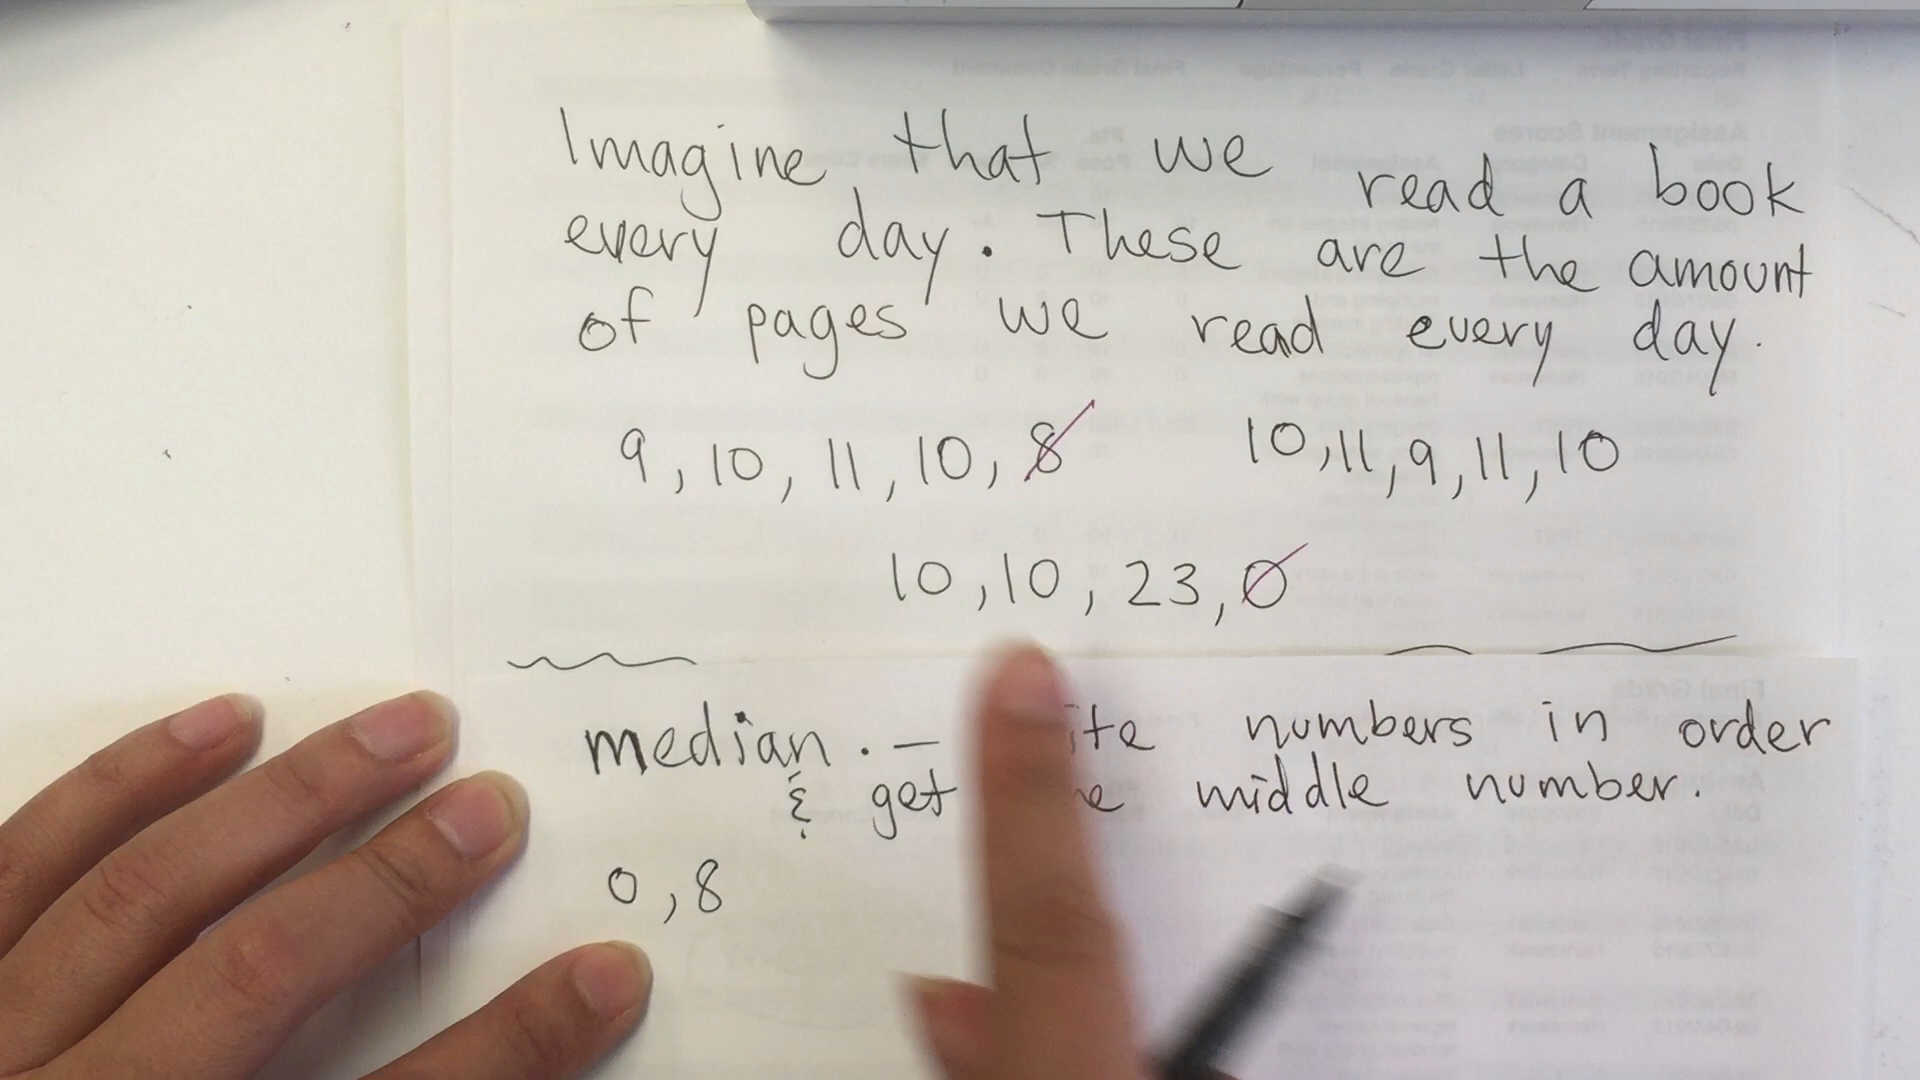 Imagine that we read a book
every day. These are the amount
of pages we read every day.
9, 10, 11, 10, 8 10, 11, 9, 11, 10
10, 10, 23, 0
median. — numbers in order
& get middle number.
0, 8